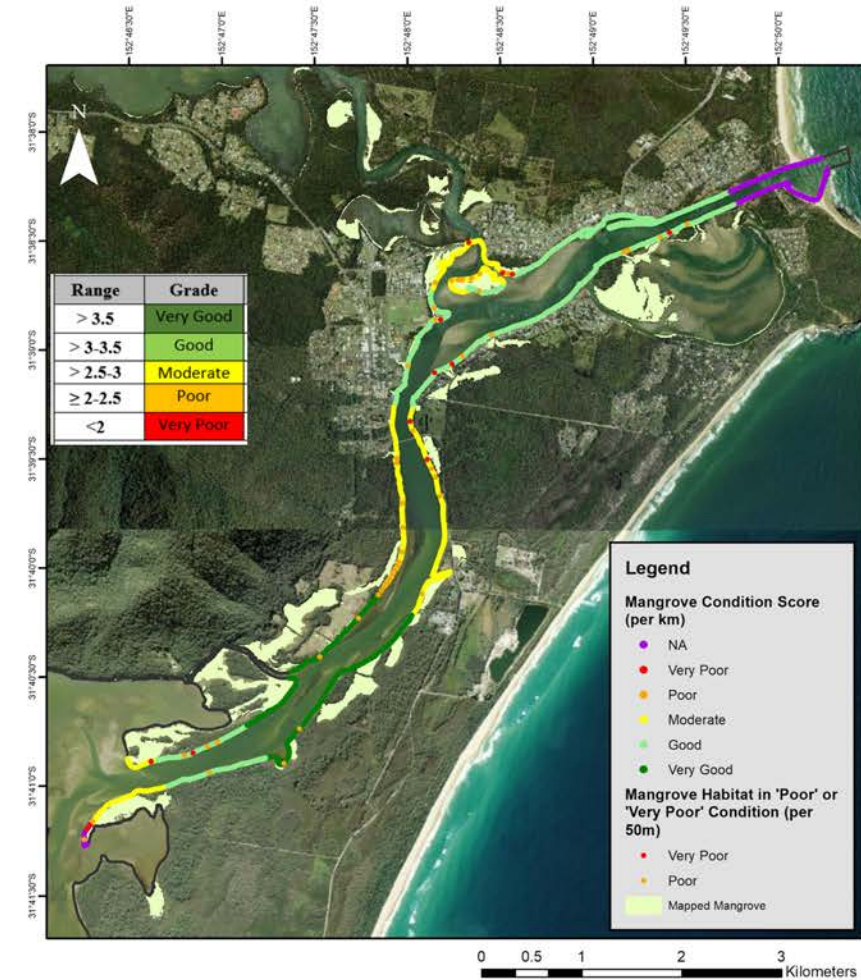 152°46'30"E
152°47'0"E
152°47'30"E
152°48'0"E
152°48'30"E
152°49'0"E
152°49'30"E
152°50'0"E
31°38'0"S
31°38'30"S
31°39'0"S
31°39'30"S
31°40'0"S
31°40'30"S
31°41'0"S
31°41'30"S
N
Range Grade
> 3.5 Very Good
> 3-3.5 Good
> 2.5-3 Moderate
≥ 2-2.5 Poor
<2 Very Poor
Legend
Mangrove Condition Score
(per km)
NA
Very Poor
Poor
Moderate
Good
Very Good
Mangrove Habitat in 'Poor' or
'Very Poor' Condition (per
50m)
Very Poor
Poor
Mapped Mangrove
0 0.5 1 2 3
Kilometers